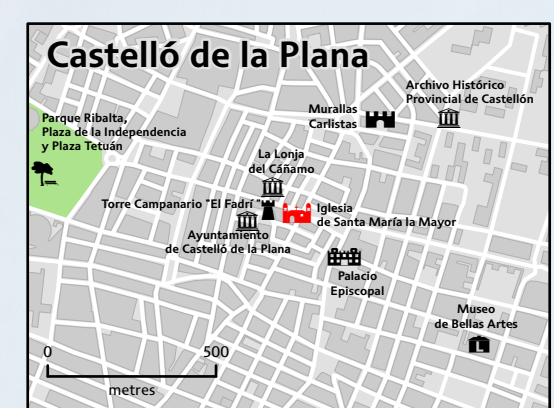 Castelló de la Plana
Archivo Histórico
Provincial de Castellón
Murallas
Carlistas
Parque Ribalta,
Plaza de la Independencia
y Plaza Tetuán
La Lonja
del Cáñamo
Torre Campanario "El Fadrí"
Iglesia
de Santa María la Mayor
Ayuntamiento
de Castelló de la Plana
Palacio
Episcopal
Museo
de Bellas Artes
0 500
metres